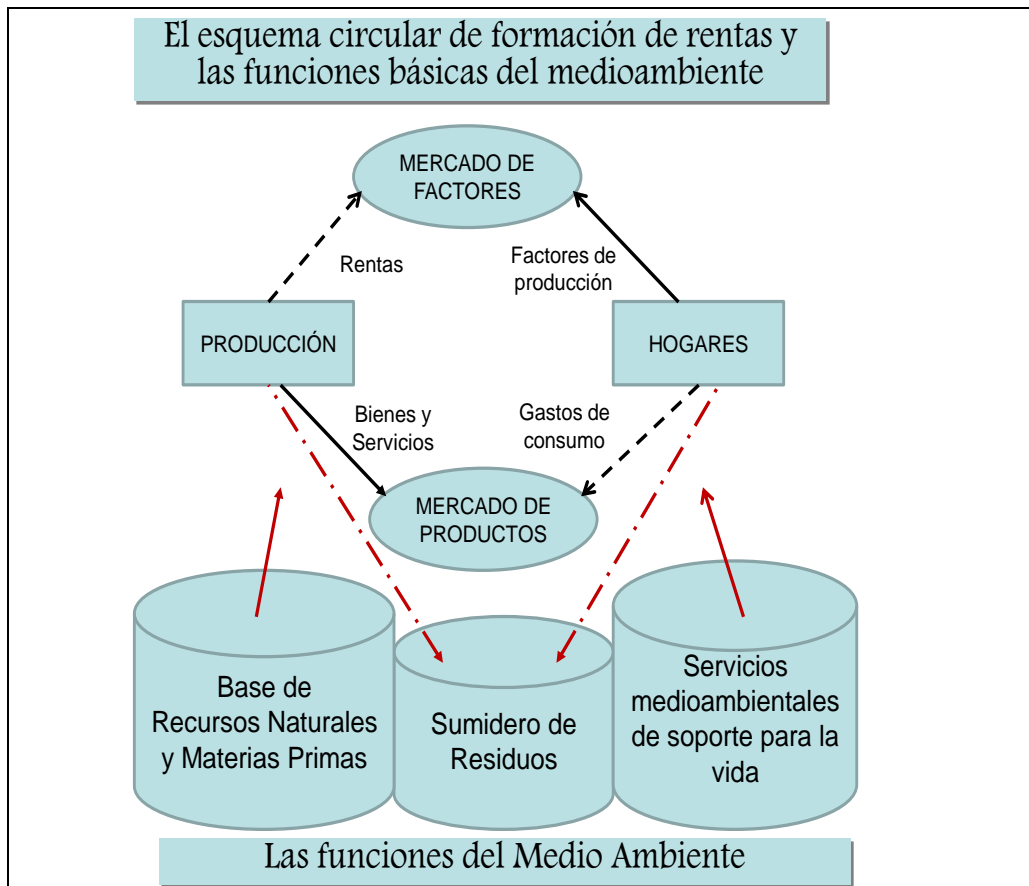 El esquema circular de formación de rentas y
las funciones básicas del medioambiente
MERCADO DE
FACTORES
Rentas
Factores de
producción
PRODUCCIÓN
HOGARES
Bienes y
Servicios
Gastos de
consumo
MERCADO DE
PRODUCTOS
Base de
Recursos Naturales
y Materias Primas
Sumidero de
Residuos
Servicios
medioambientales
de soporte para la
vida
Las funciones del Medio Ambiente